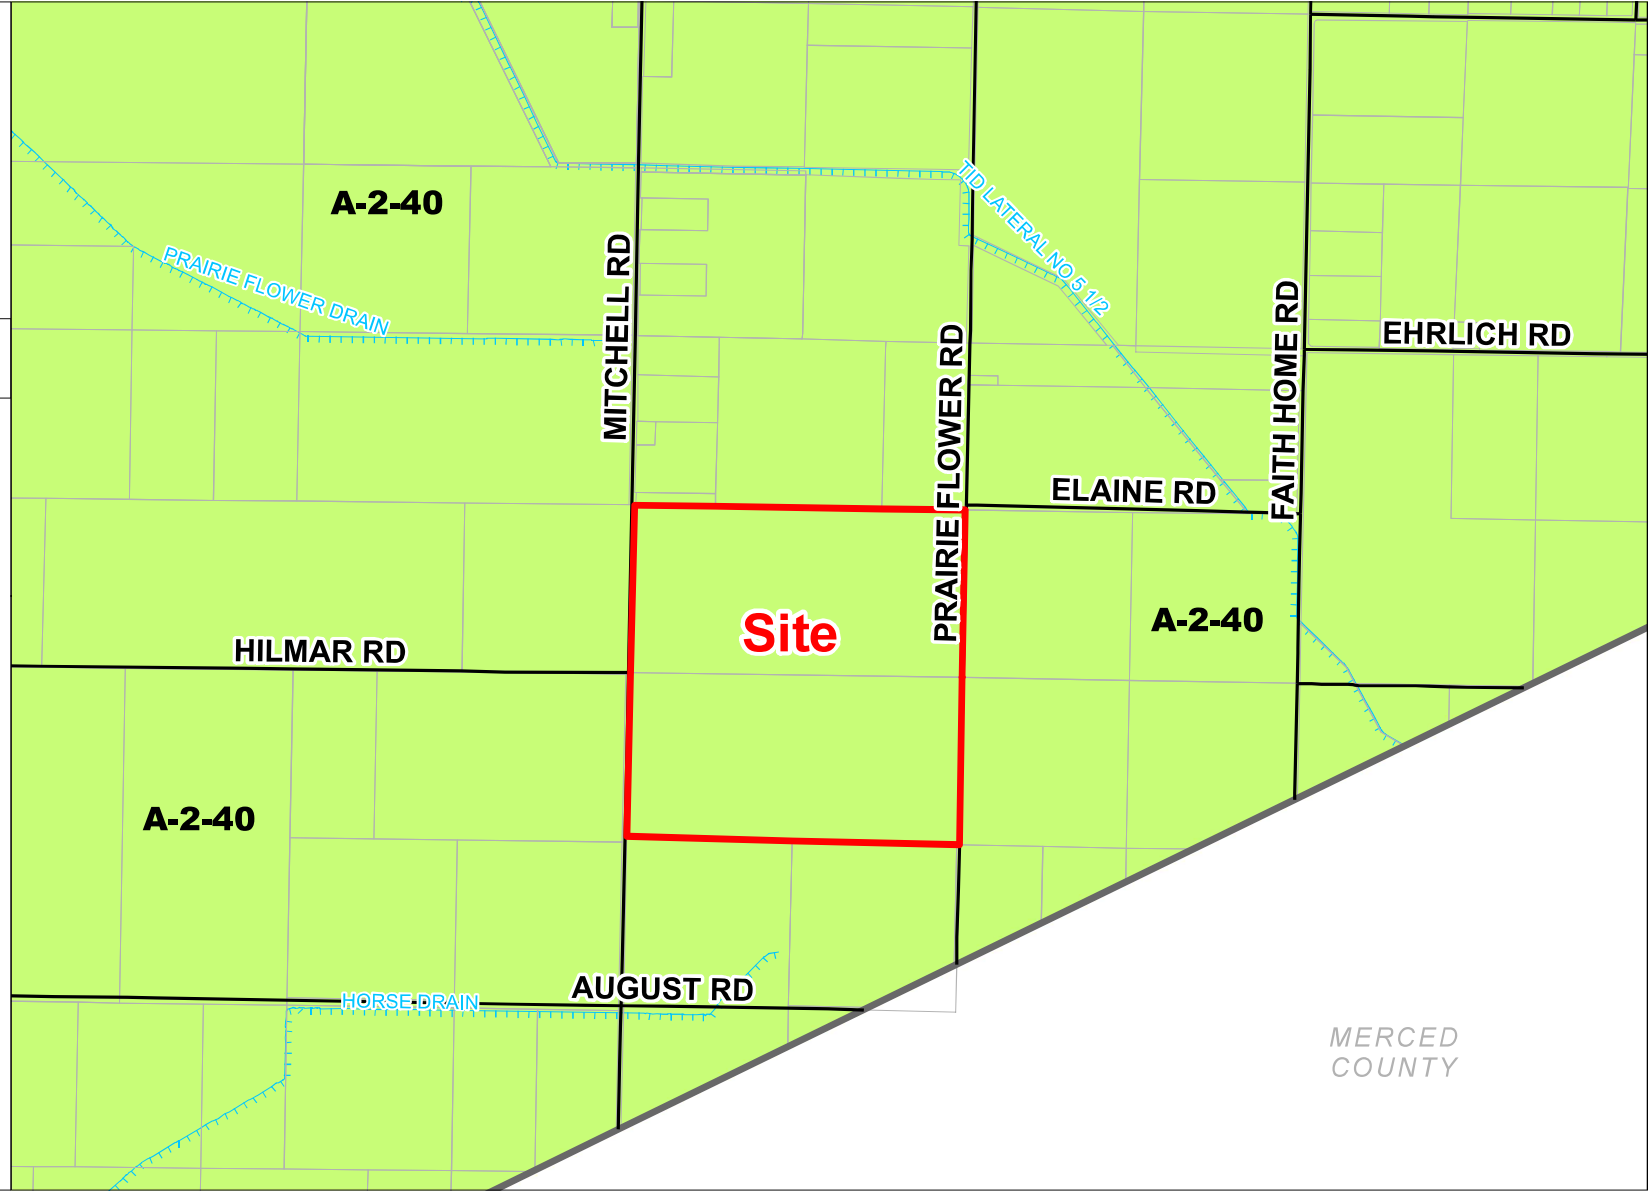 TID LATERAL NO 5 1/2
A-2-40
PRAIRIE FLOWER DRAIN
MITCHELL RD
PRAIRIE FLOWER RD
FAITH HOME RD
EHRLICH RD
ELAINE RD
Site
A-2-40
HILMAR RD
A-2-40
AUGUST RD
HORSE DRAIN
MERCED
COUNTY